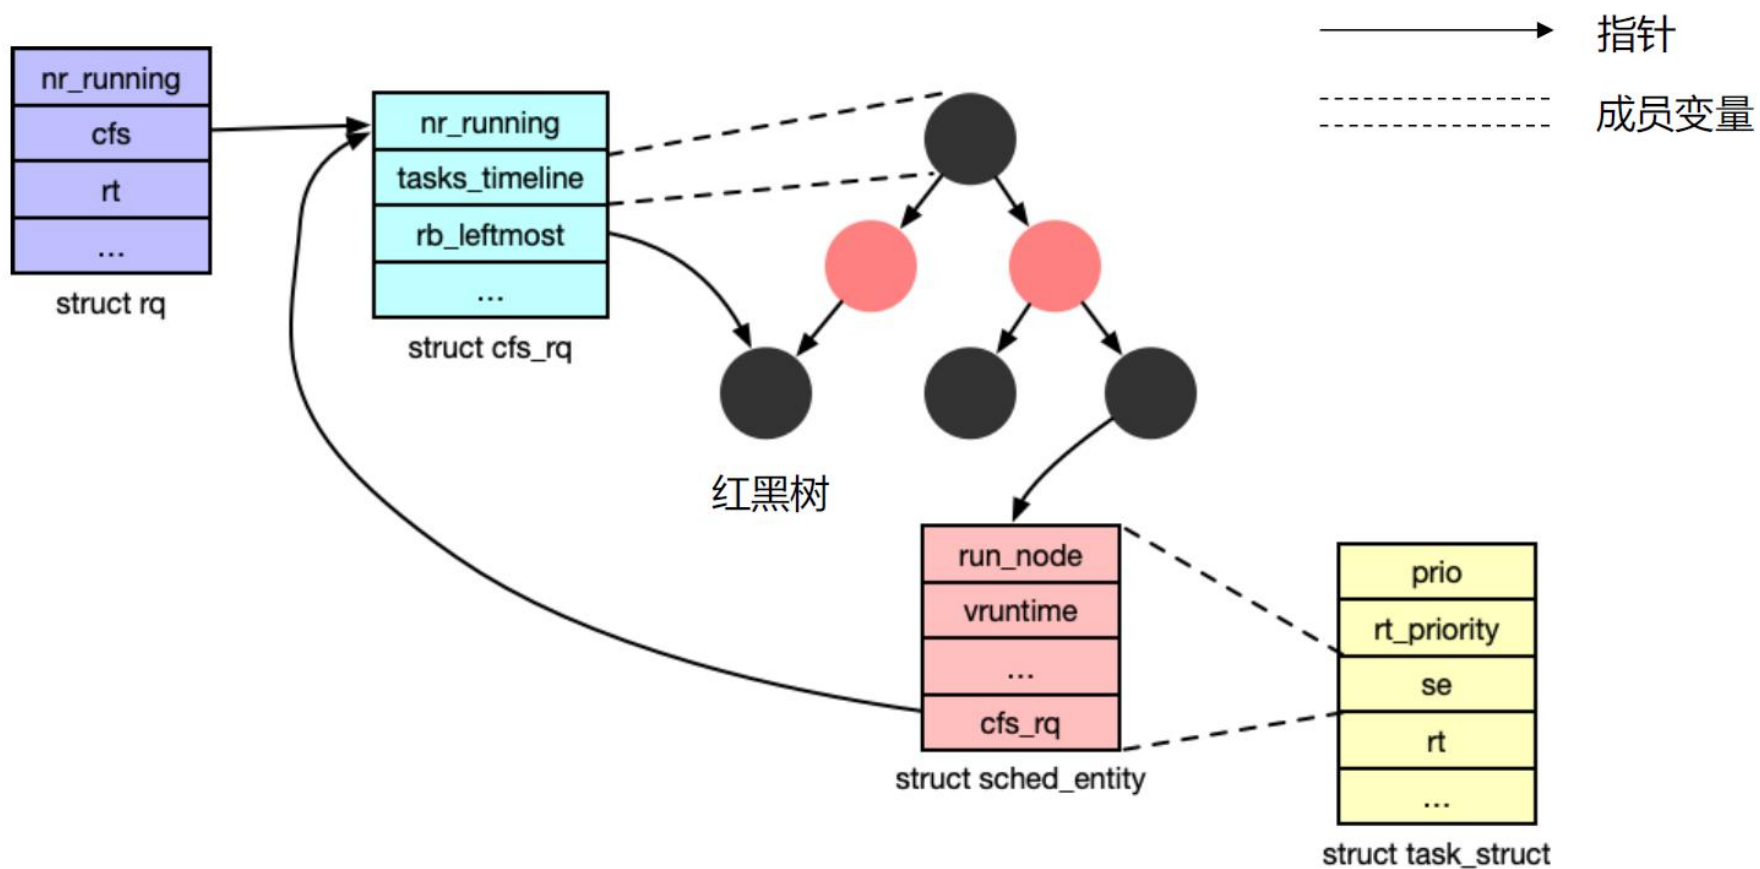 指针
成员变量
nr_running
cfs
rt
...
struct rq
nr_running
tasks_timeline
rb_leftmost
...
struct cfs_rq
红黑树
run_node
vruntime
...
cfs_rq
struct sched_entity
prio
rt_priority
se
rt
...
struct task_struct